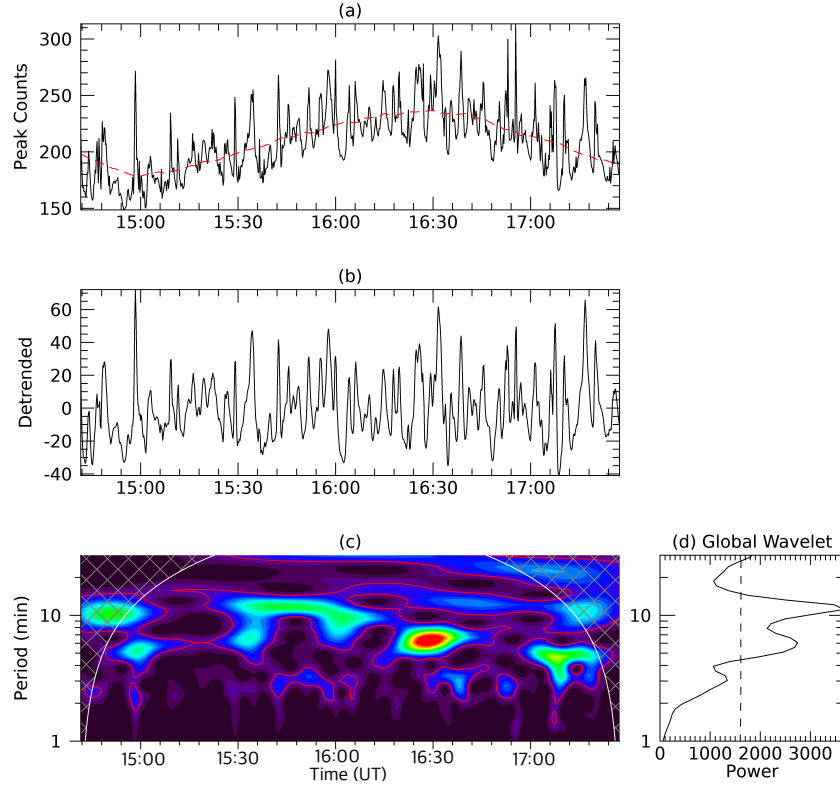 (a)
300
250
200
150
Peak Counts
15:00 15:30 16:00 16:30 17:00
(b)
60
40
20
0
-20
-40
Detrended
15:00 15:30 16:00 16:30 17:00
(c)
10
1
Period (min)
15:00 15:30 16:00 16:30 17:00
Time (UT)
(d) Global Wavelet
10
1
0 1000 2000 3000
Power